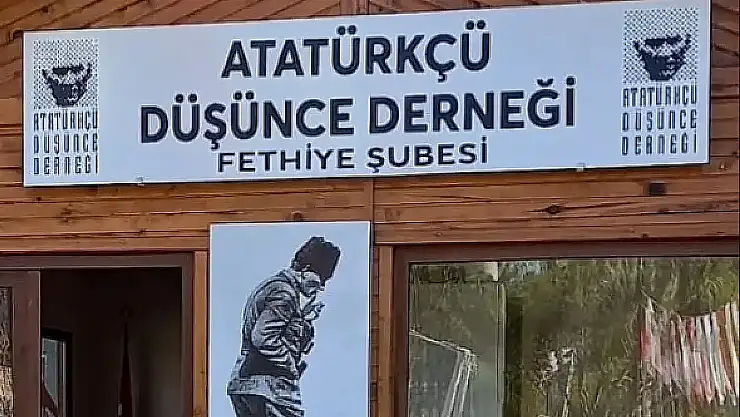 ATATÜRKÇÜ
DÜŞÜNCE DERNEĞİ
FETHİYE ŞUBESİ
ATATÜRKÇÜ
DÜŞÜNCE
DERNEĞİ
ATATÜRKÇÜ
DÜŞÜNCE
DERNEĞİ